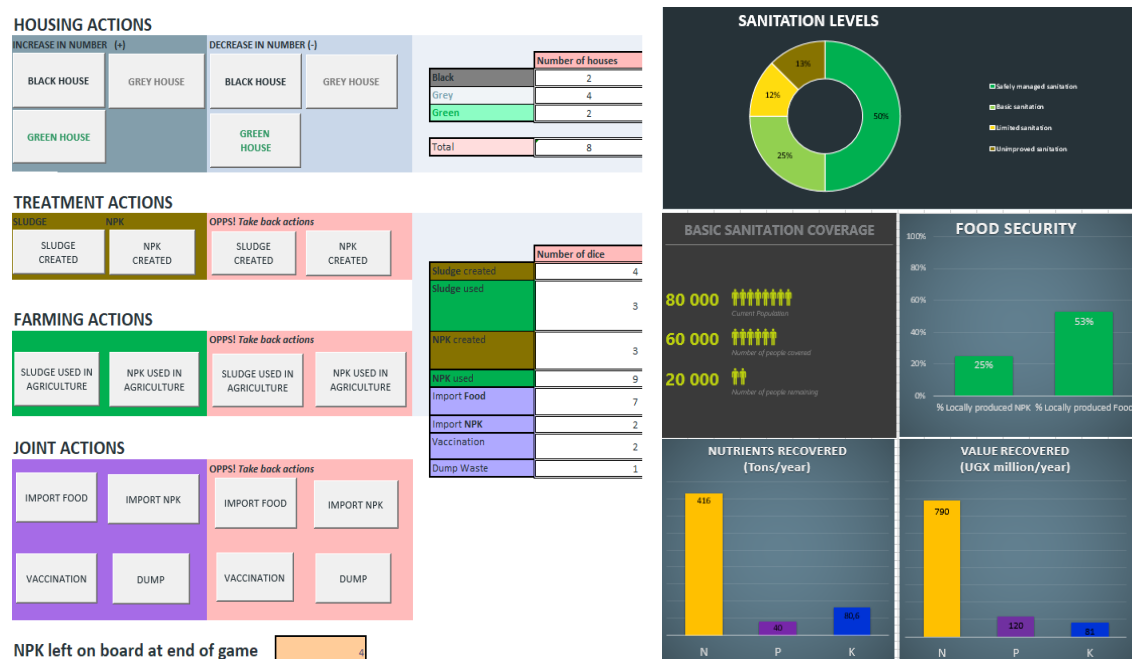 HOUSING ACTIONS
INCREASE IN NUMBER (+)
DECREASE IN NUMBER (-)
BLACK HOUSE
GREY HOUSE
BLACK HOUSE
GREY HOUSE
GREEN HOUSE
GREEN
HOUSE
Number of houses
Black 2
Grey 4
Green 2
Total 8
TREATMENT ACTIONS
SLUDGE NPK
OPPS! Take back actions
SLUDGE
CREATED
NPK
CREATED
SLUDGE
CREATED
NPK
CREATED
FARMING ACTIONS
OPPS! Take back actions
SLUDGE USED IN
AGRICULTURE
NPK USED IN
AGRICULTURE
SLUDGE USED IN
AGRICULTURE
NPK USED IN
AGRICULTURE
Number of dice
Sludge created 4
Sludge used 3
NPK created 3
NPK used 9
Import Food 7
Import NPK 2
Vaccination 2
Dump Waste 1
JOINT ACTIONS
OPPS! Take back actions
IMPORT FOOD
IMPORT NPK
IMPORT FOOD
IMPORT NPK
VACCINATION
DUMP
VACCINATION
DUMP
NPK left on board at end of game 4
SANITATION LEVELS
13%
12%
50%
25%
Safely managed sanitation
Basic sanitation
Limited sanitation
Unimproved sanitation
BASIC SANITATION COVERAGE
80 000
Current Population
60 000
Number of people covered
20 000
Number of people remaining
FOOD SECURITY
100%
80%
60%
40%
20%
0%
25%
53%
% Locally produced NPK
% Locally produced Food
NUTRIENTS RECOVERED
(Tons/year)
416
40
80,6
N P K
VALUE RECOVERED
(UGX million/year)
790
120
81
N P K